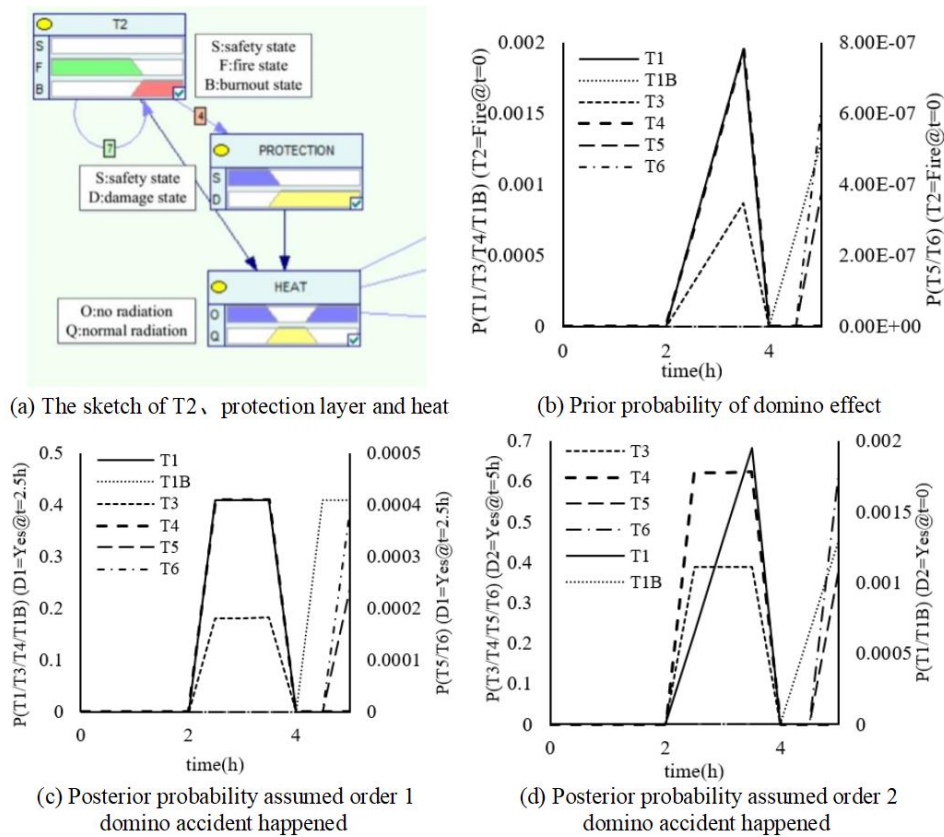 T2
S
F
B
S:safety state
F:fire state
B:burnout state
4
7
PROTECTION
S
D
S:safety state
D:damage state
HEAT
O
Q
O:no radiation
Q:normal radiation
(a) The sketch of T2、protection layer and heat
P(T1/T3/T4/T1B) (T2=Fire@t=0)
0.002
0.0015
0.001
0.0005
0
T1
T1B
T3
T4
T5
T6
8.00E-07
6.00E-07
4.00E-07
2.00E-07
0.00E+00
P(T5/T6) (T2=Fire@t=0)
0
2
4
time(h)
(b) Prior probability of domino effect
P(T1/T3/T4/T1B) (D1=Yes@t=2.5h)
0.5
0.4
0.3
0.2
0.1
0
T1
T1B
T3
T4
T5
T6
0.0005
0.0004
0.0003
0.0002
0.0001
0
P(T5/T6) (D1=Yes@t=2.5h)
0
2
4
time(h)
(c) Posterior probability assumed order 1
domino accident happened
P(T3/T4/T5/T6) (D2=Yes@t=5h)
0.7
0.6
0.5
0.4
0.3
0.2
0.1
0
T3
T4
T5
T6
T1
T1B
0.002
0.0015
0.001
0.0005
0
P(T1/T1B) (D2=Yes@t=0)
0
2
4
time(h)
(d) Posterior probability assumed order 2
domino accident happened